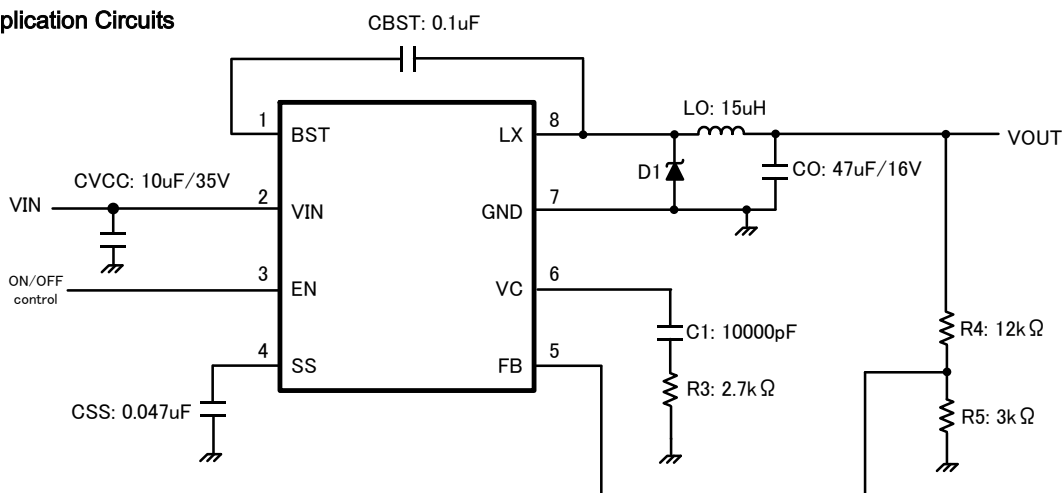 plication Circuits
CBST: 0.1uF
1
BST
LX
8
LO: 15uH
VOUT
D1
CO: 47uF/16V
CVCC: 10uF/35V
VIN
2
VIN
GND
7
ON/OFF
control
3
EN
VC
6
C1: 10000pF
R4: 12kΩ
4
SS
FB
5
R3: 2.7kΩ
CSS: 0.047uF
R5: 3kΩ